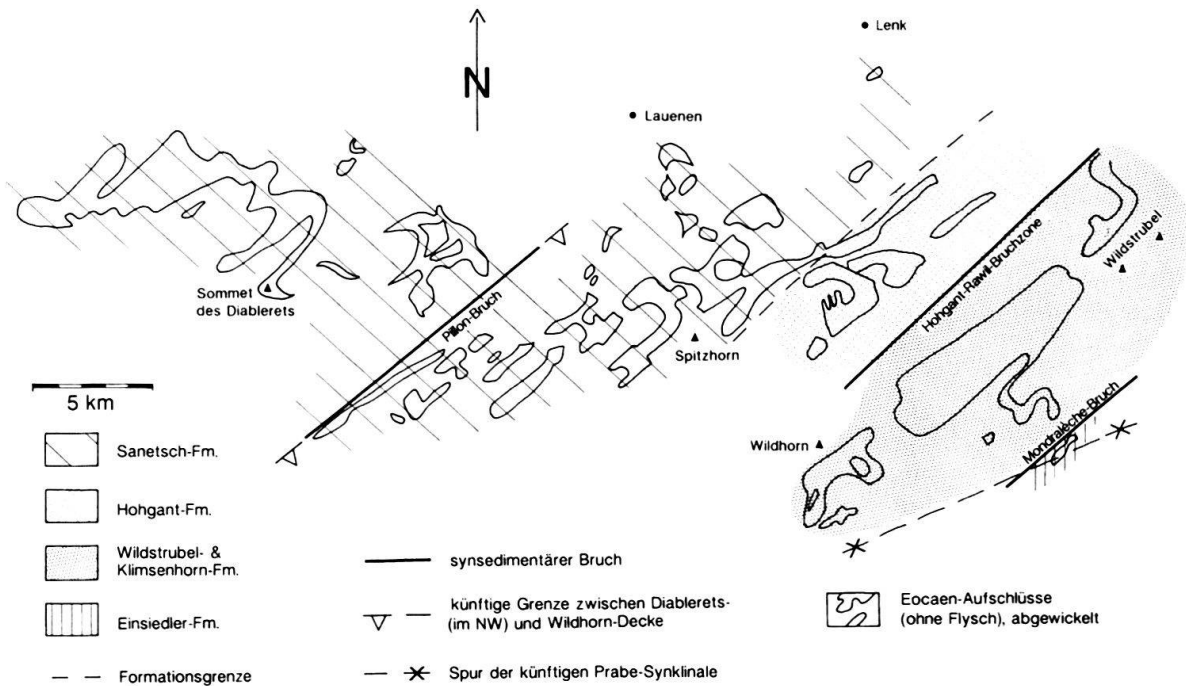 Lenk
N
Lauenen
Sommet
des Diablerets
Pillon-Bruch
Spitzhorn
Hohgant-Rawil-Bruchzone
Wildstrubel
Wildhorn
Mondralèche-Bruch
5 km
Sanetsch-Fm.
Hohgant-Fm.
Wildstrubel- &
Klimsenhorn-Fm.
Einsiedler-Fm.
Formationsgrenze
synsedimentärer Bruch
künftige Grenze zwischen Diablerets-
(im NW) und Wildhorn-Decke
Spur der künftigen Prabe-Synklinale
Eocaen-Aufschlüsse
(ohne Flysch), abgewickelt